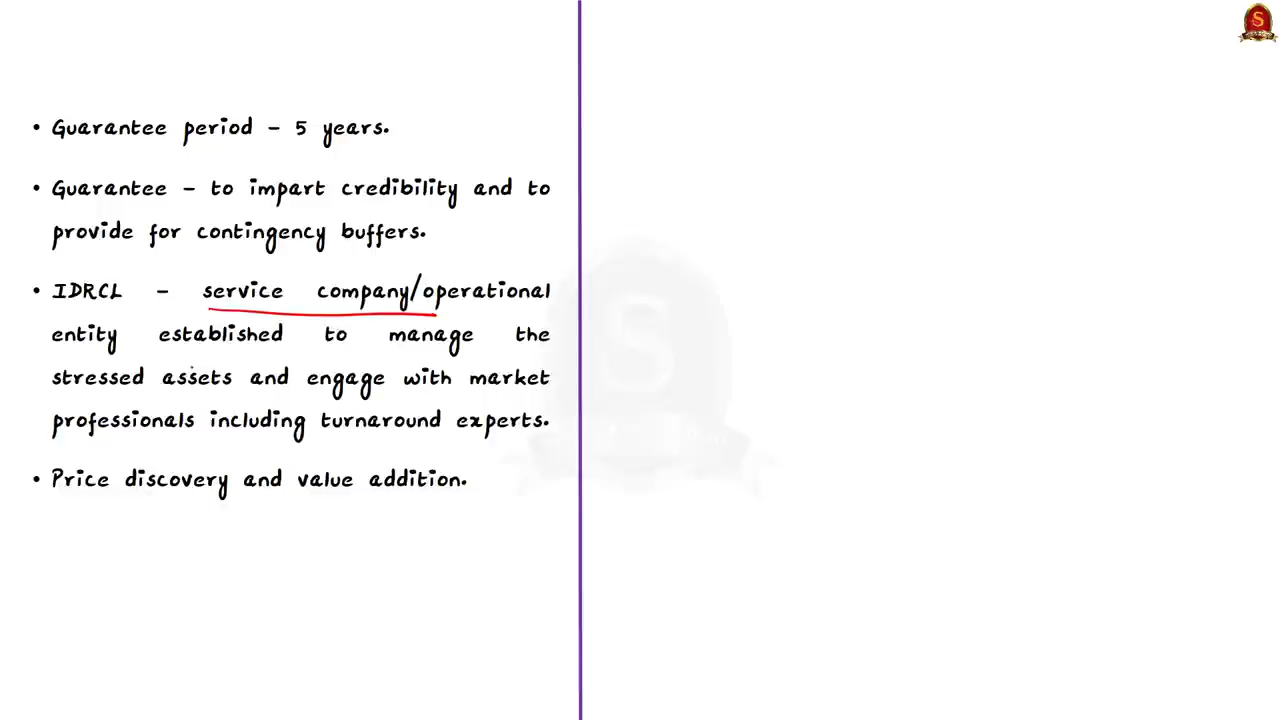 • Guarantee period - 5 years.
• Guarantee - to impart credibility and to
provide for contingency buffers.
• IDRCL - service company/operational
entity established to manage the
stressed assets and engage with market
professionals including turnaround experts.
• Price discovery and value addition.
S